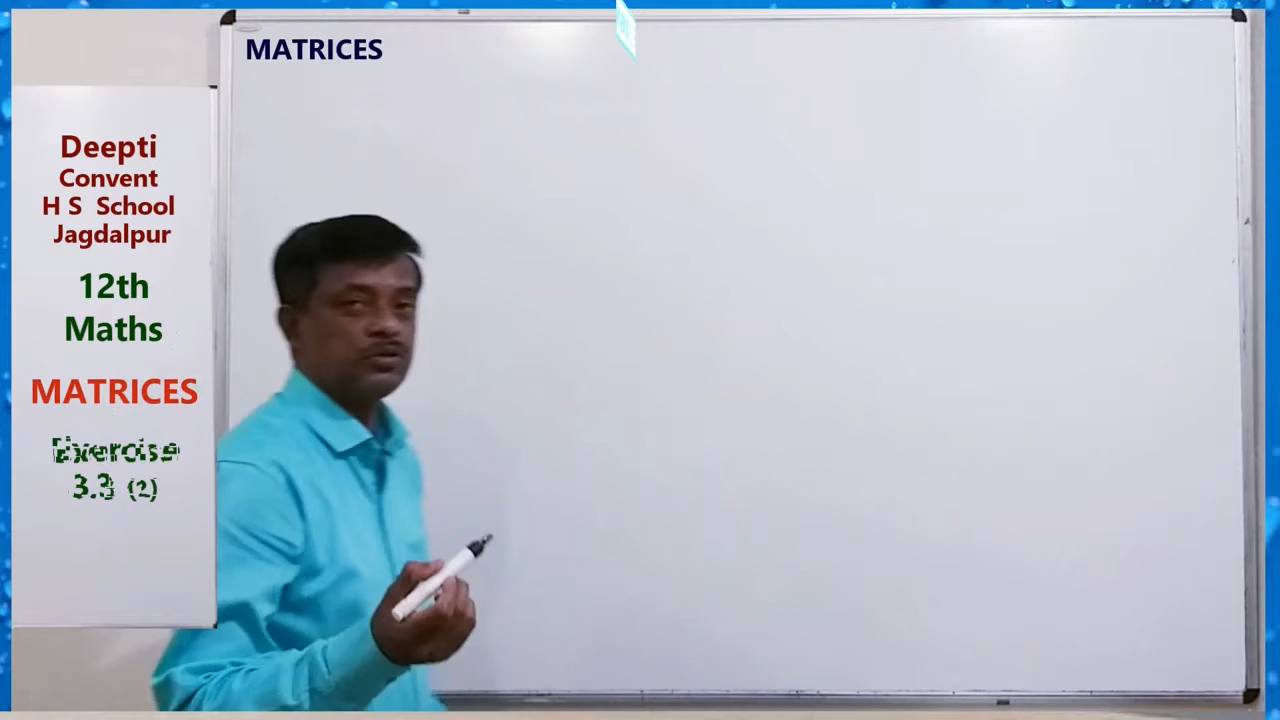 MATRICES
Deepti
Convent
H S School
Jagdalpur
12th
Maths
MATRICES
Exercise
3.3 (2)